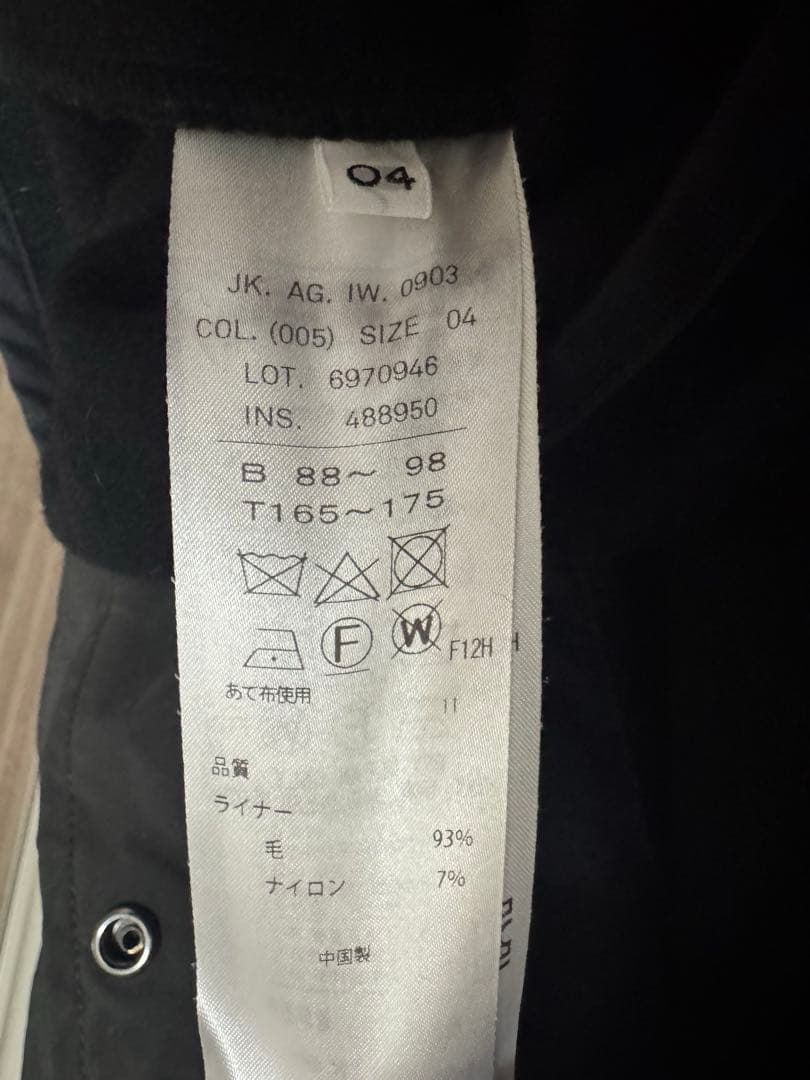 04
JK. AG. IW. 0903
COL. (005) SIZE 04
LOT. 6970946
INS. 488950
B 88～ 98
T165～175
F W F12H
あて布使用
11
品質
ライナー
毛 93%
ナイロン 7%
中国製